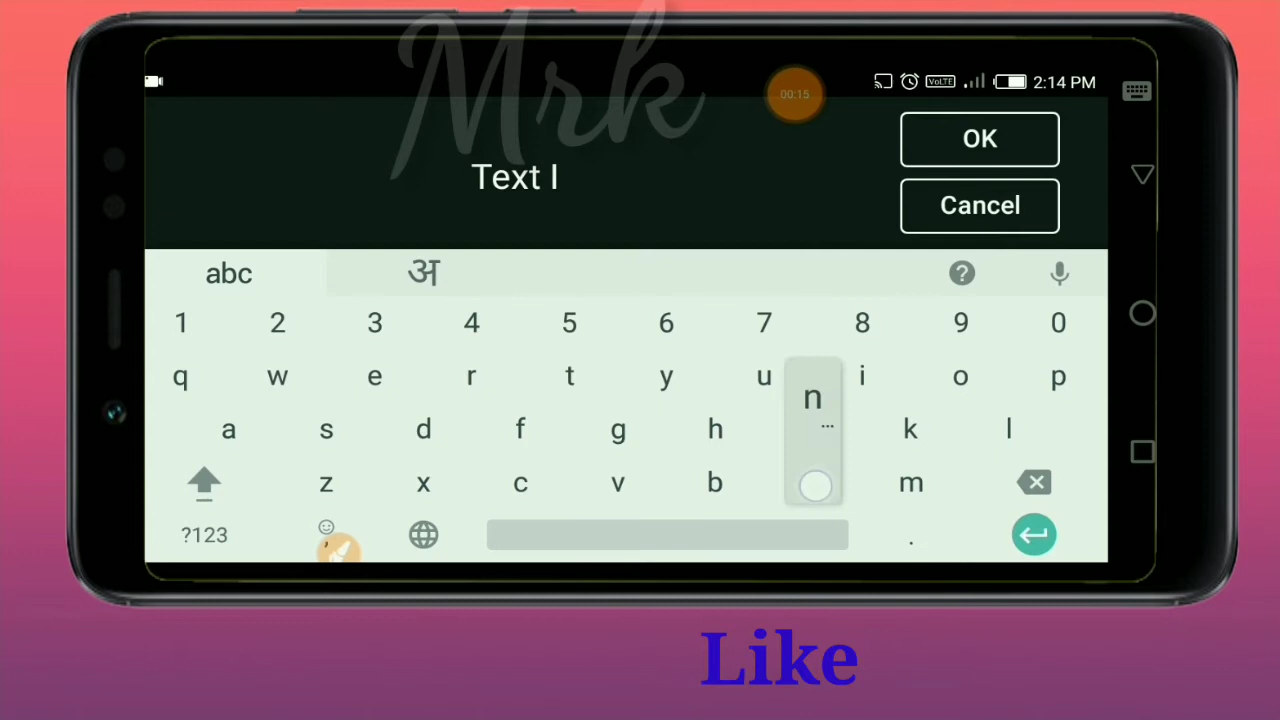 Mrk
00:15
VoLTE
2:14 PM
OK
Text I
Cancel
abc अ ?
1 2 3 4 5 6 7 8 9 0
q w e r t y u i o p
n
a s d f g h k l
z x c v b m
?123 , .
Like